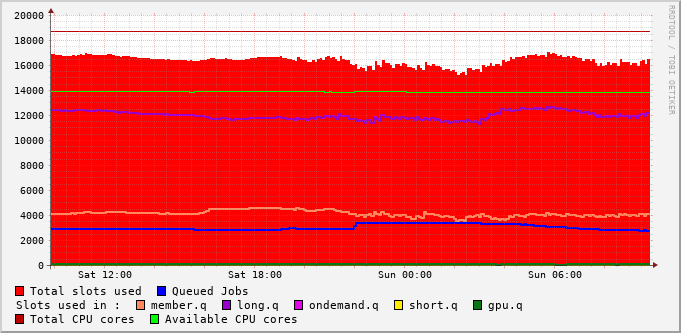 20000
18000
16000
14000
12000
10000
8000
6000
4000
2000
0
Sat 12:00 Sat 18:00 Sun 00:00 Sun 06:00
RRDTOOL / TOBI OETIKER
Total slots used Queued Jobs
Slots used in : member.q long.q ondemand.q short.q gpu.q
Total CPU cores Available CPU cores